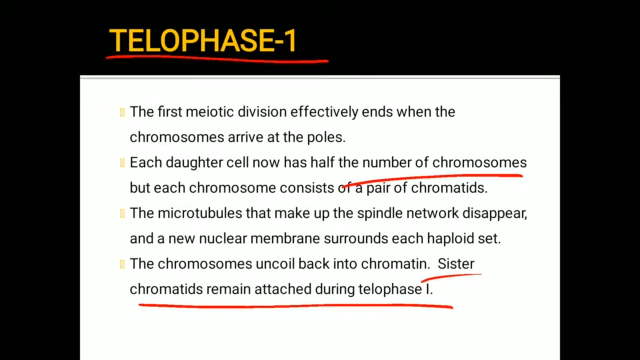 TELOPHASE-1
The first meiotic division effectively ends when the
chromosomes arrive at the poles.
Each daughter cell now has half the number of chromosomes
but each chromosome consists of a pair of chromatids.
The microtubules that make up the spindle network disappear,
and a new nuclear membrane surrounds each haploid set.
The chromosomes uncoil back into chromatin. Sister
chromatids remain attached during telophase I.